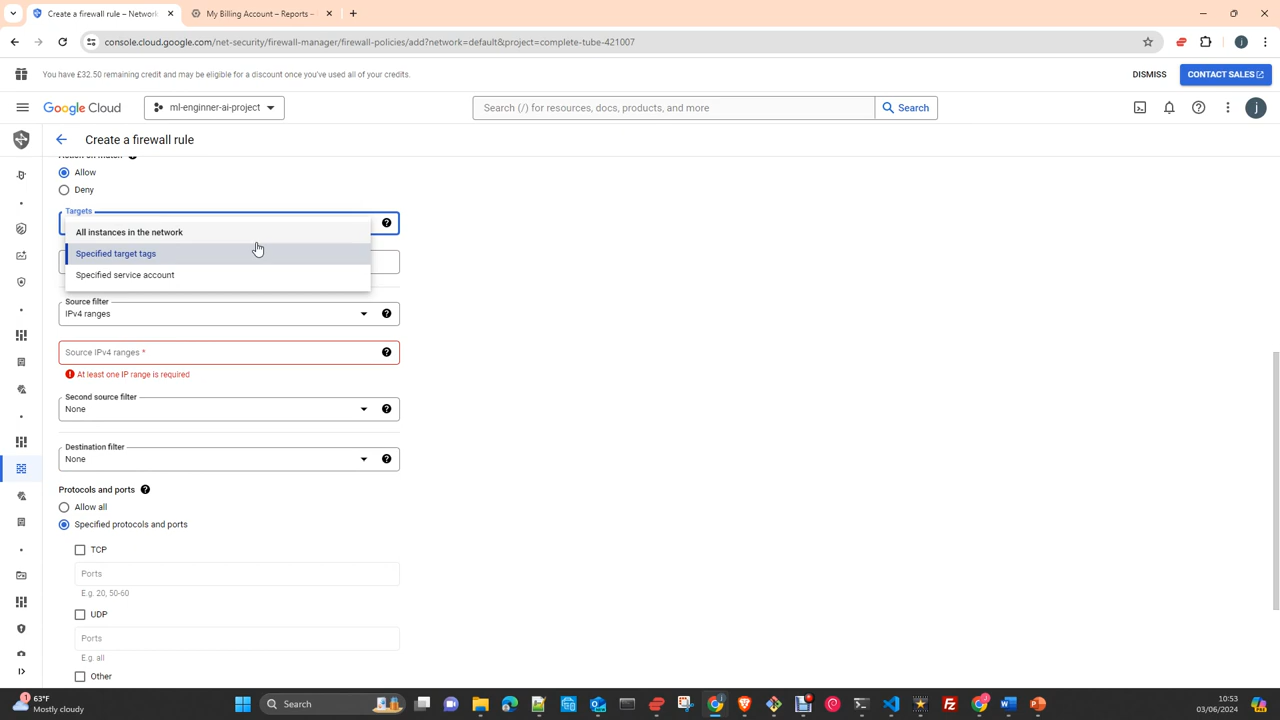 Create a firewall rule – Network
My Billing Account – Reports –
console.cloud.google.com/net-security/firewall-manager/firewall-policies/add?network=default&project=complete-tube-421007
j
You have £32.50 remaining credit and may be eligible for a discount once you've used all of your credits.
DISMISS
CONTACT SALES
Google Cloud
ml-enginner-ai-project
Search (/) for resources, docs, products, and more
Search
j
Create a firewall rule
Action on match
Allow
Deny
Targets
All instances in the network
Specified target tags
Specified service account
Source filter
IPv4 ranges
Source IPv4 ranges *
At least one IP range is required
Second source filter
None
Destination filter
None
Protocols and ports
Allow all
Specified protocols and ports
TCP
Ports
E.g. 20, 50-60
UDP
Ports
E.g. all
Other
1
63°F
Mostly cloudy
Search
10:53
03/06/2024